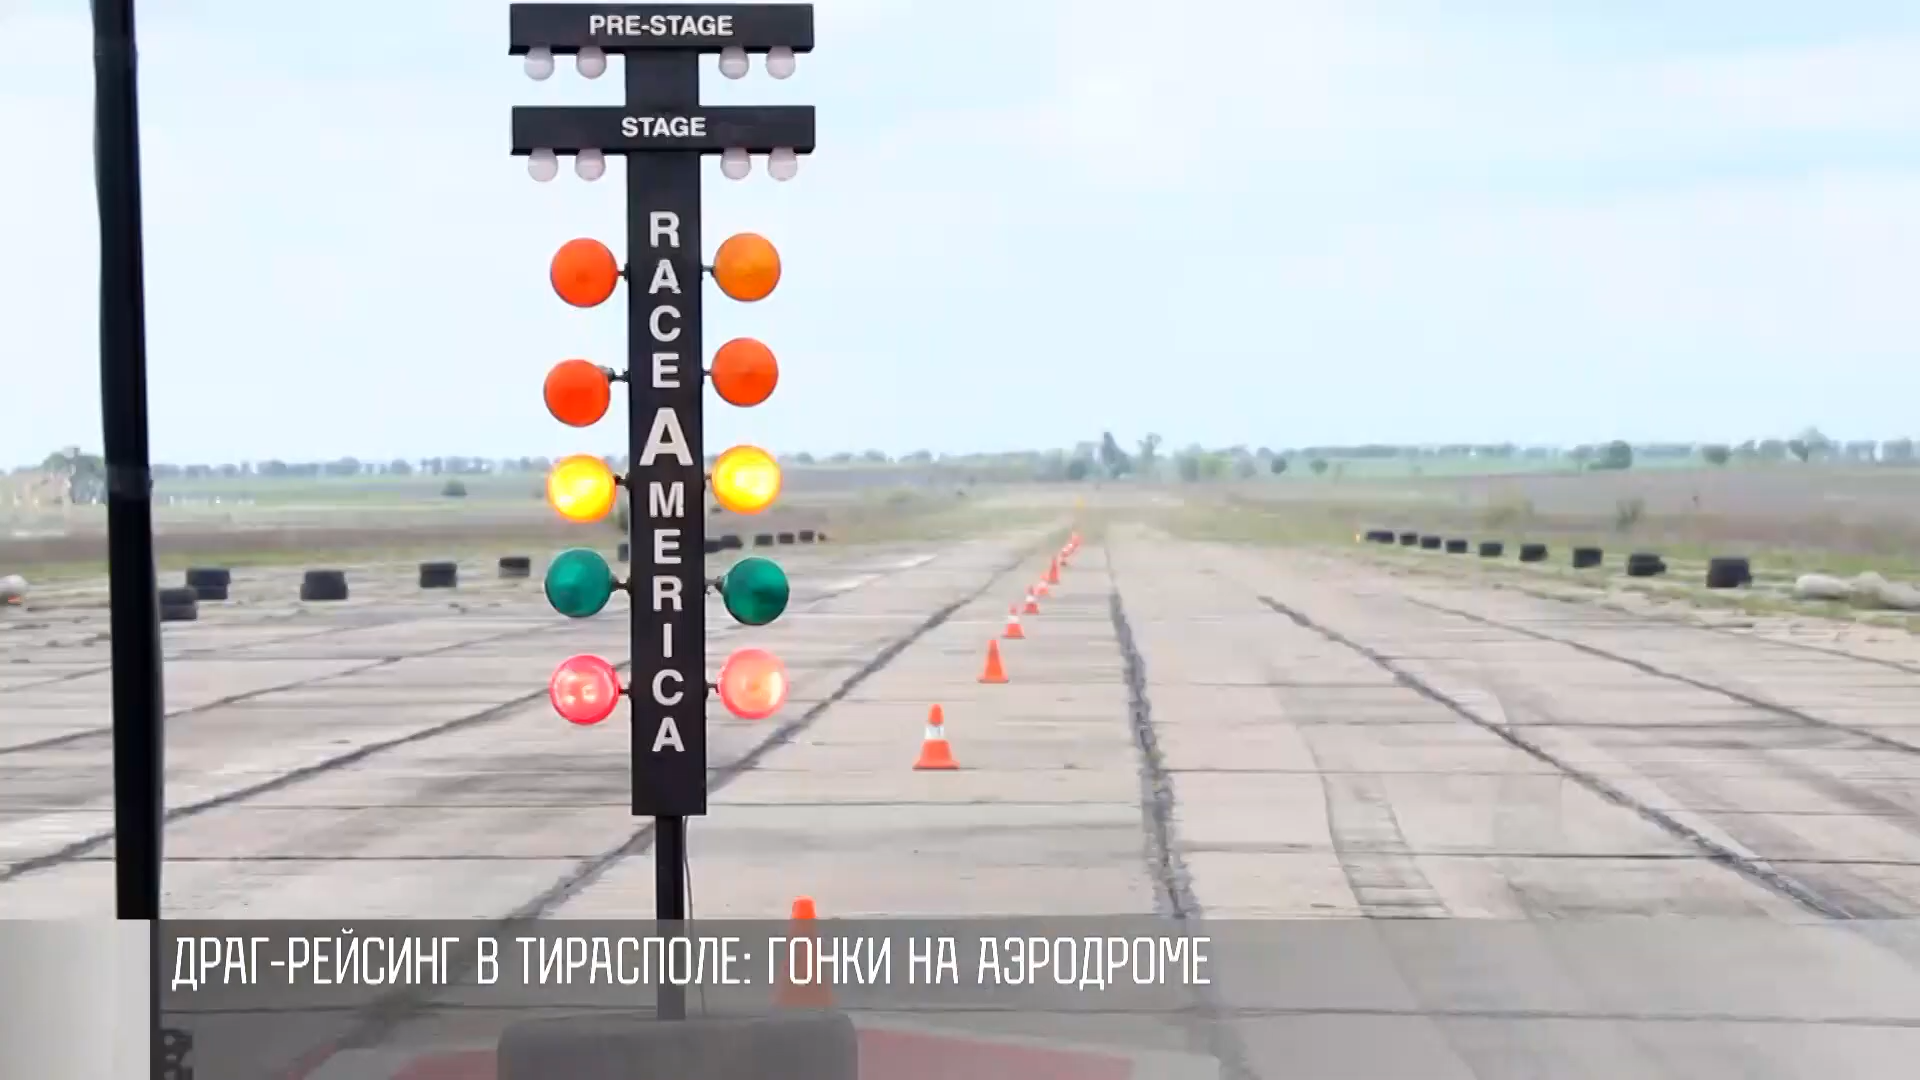 PRE-STAGE
STAGE
RACE AMERICA
ДРАГ-РЕЙСИНГ В ТИРАСПОЛЕ: ГОНКИ НА АЭРОДРОМЕ